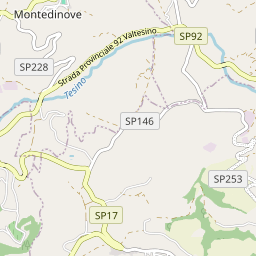 Montedinove
SP92
Strada Provinciale 92 Valtesino
SP228
Tesino
SP146
SP253
SP17